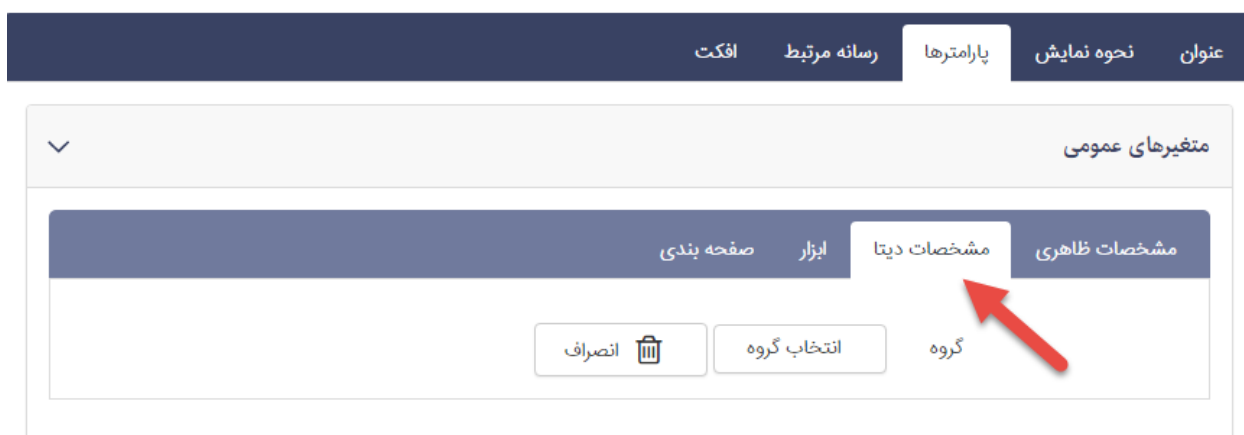 عنوان نحوه نمایش پارامترها رسانه مرتبط افکت
متغیرهای عمومی
مشخصات ظاهری مشخصات دیتا ابزار صفحه بندی
گروه انتخاب گروه انصراف